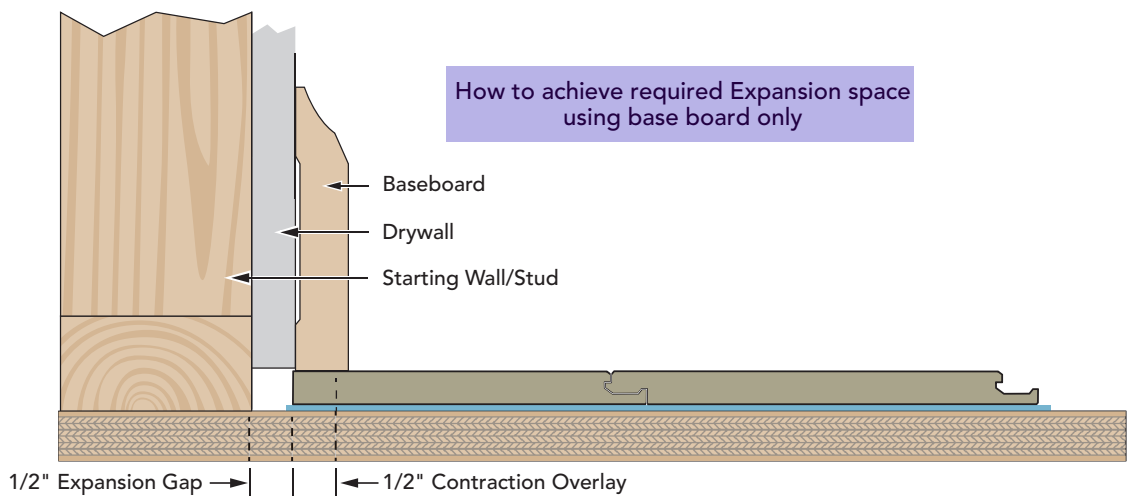 How to achieve required Expansion space
using base board only
Baseboard
Drywall
Starting Wall/Stud
1/2" Expansion Gap
1/2" Contraction Overlay